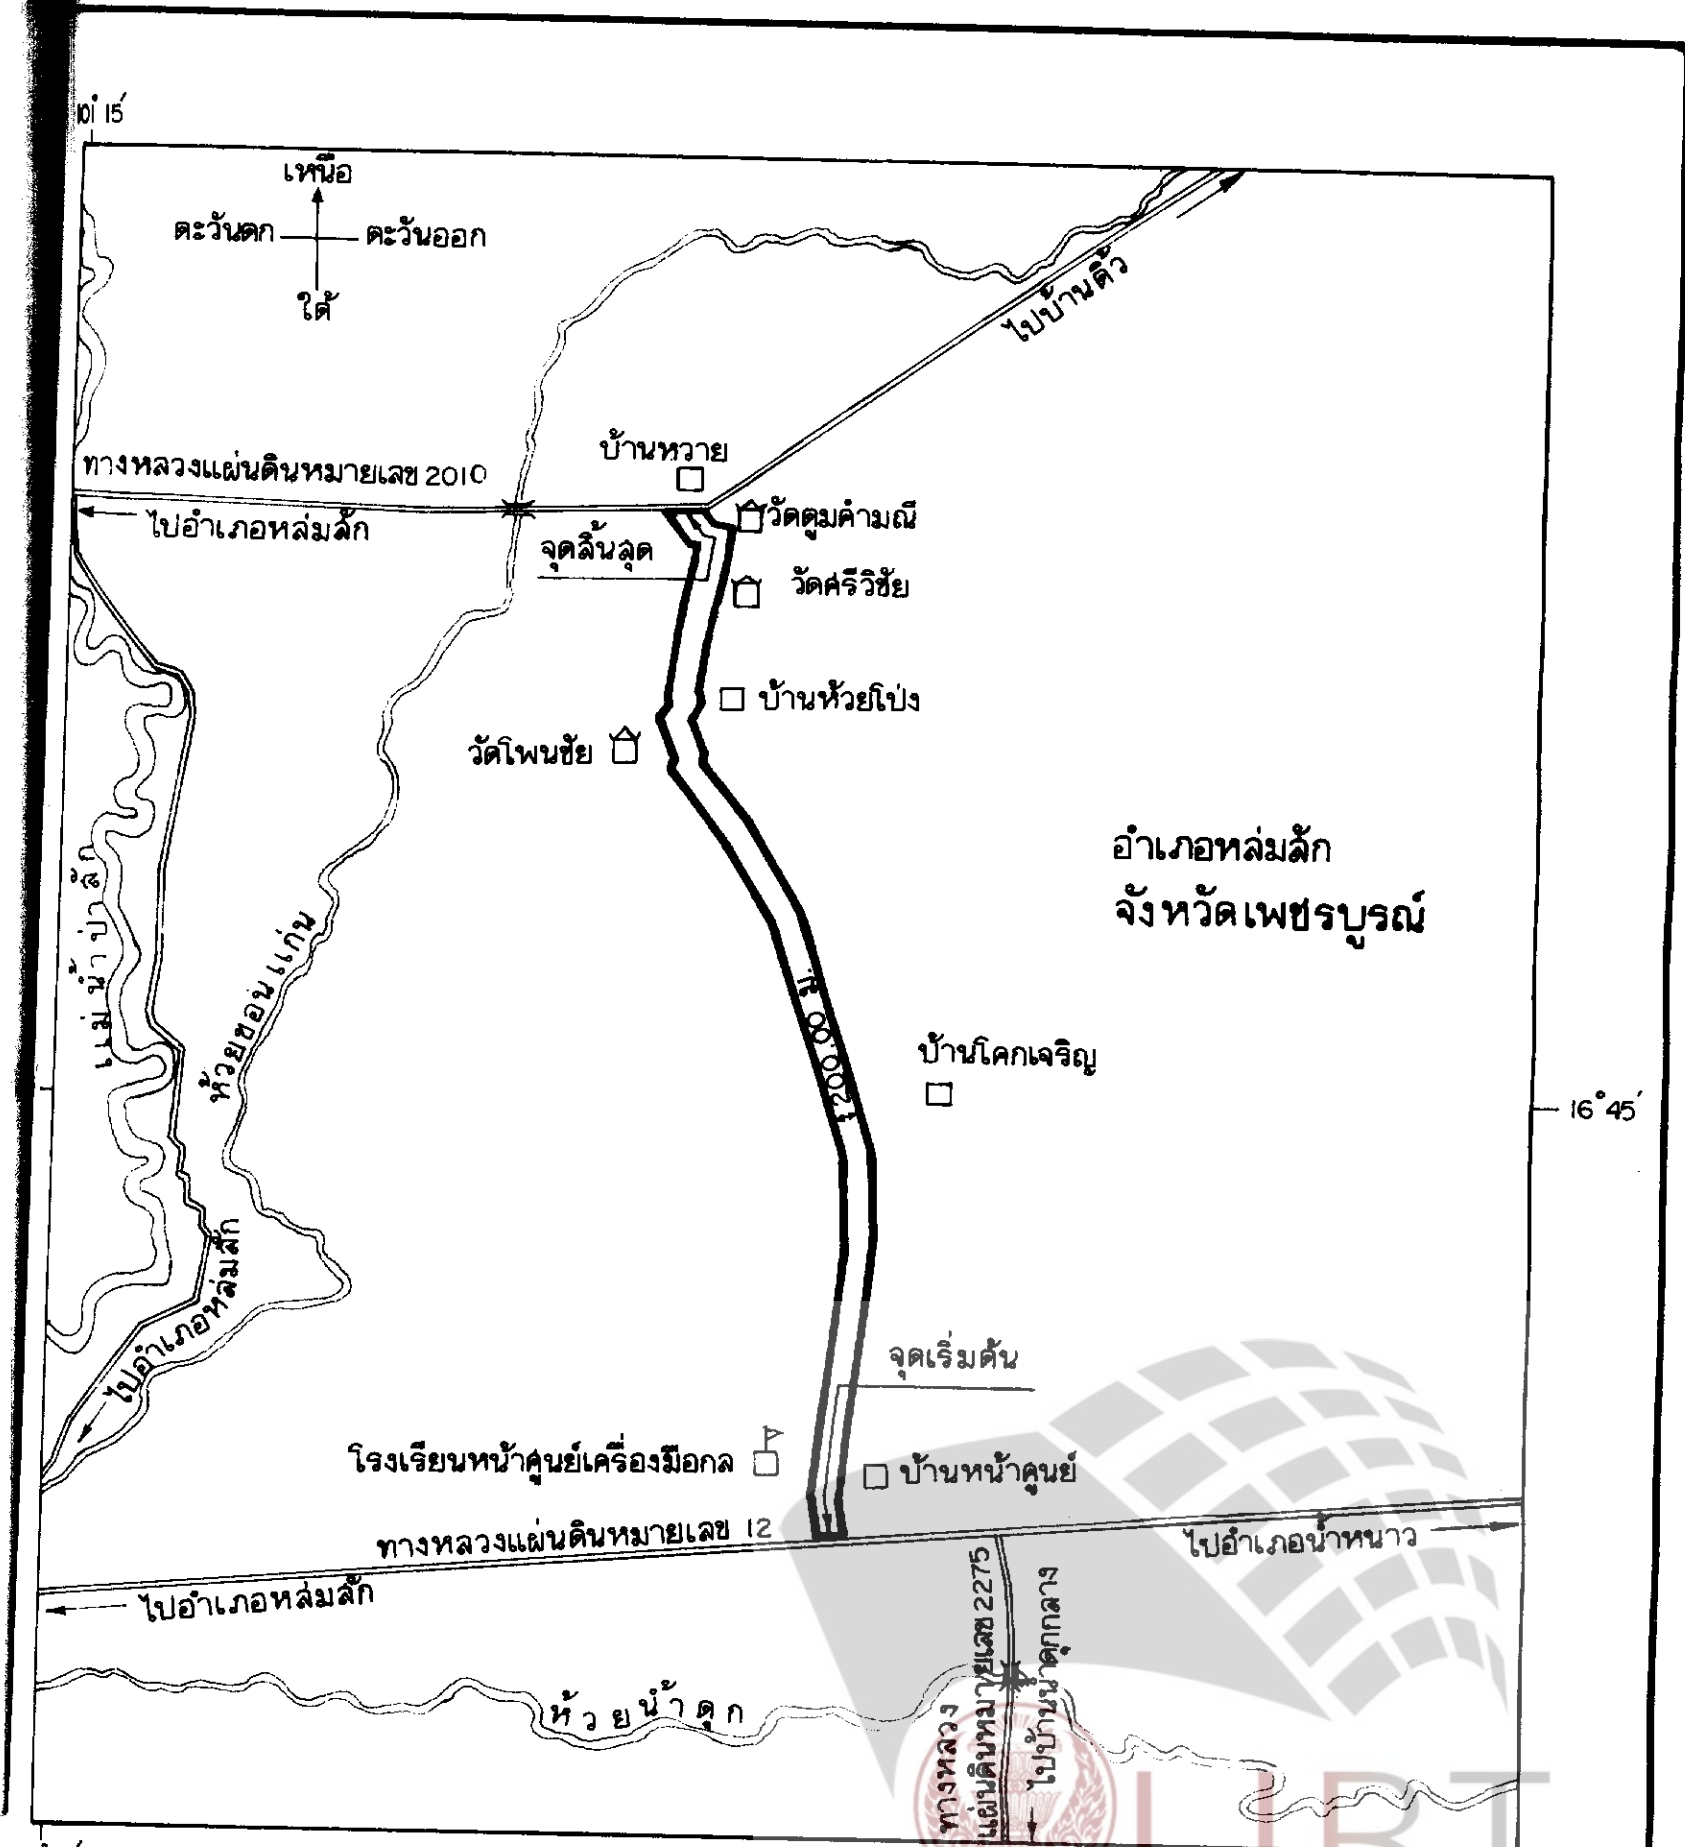 101° 15′
เหนือ
ตะวันตก
ตะวันออก
ใต้
ไปบ้านติ้ว
บ้านหวาย
ทางหลวงแผ่นดินหมายเลข 2010
ไปอำเภอหล่มสัก
วัดตูมคำมณี
จุดสิ้นสุด
วัดศรีวิชัย
บ้านห้วยโป่ง
วัดโพนชัย
อำเภอหล่มสัก
จังหวัดเพชรบูรณ์
แม่น้ำป่าสัก
ห้วยขอนแก่น
1200.00 ม.
บ้านโคกเจริญ
16°45′
ไปอำเภอหล่มสัก
จุดเริ่มต้น
โรงเรียนหน้าศูนย์เครื่องมือกล
บ้านหน้าศูนย์
ทางหลวงแผ่นดินหมายเลข 12
ไปอำเภอน้ำหนาว
ไปอำเภอหล่มสัก
ทางหลวง
แผ่นดินหมายเลข 2275
ไปบ้านน้ำดุกกลาง
ห้วยน้ำดุก
LIRT